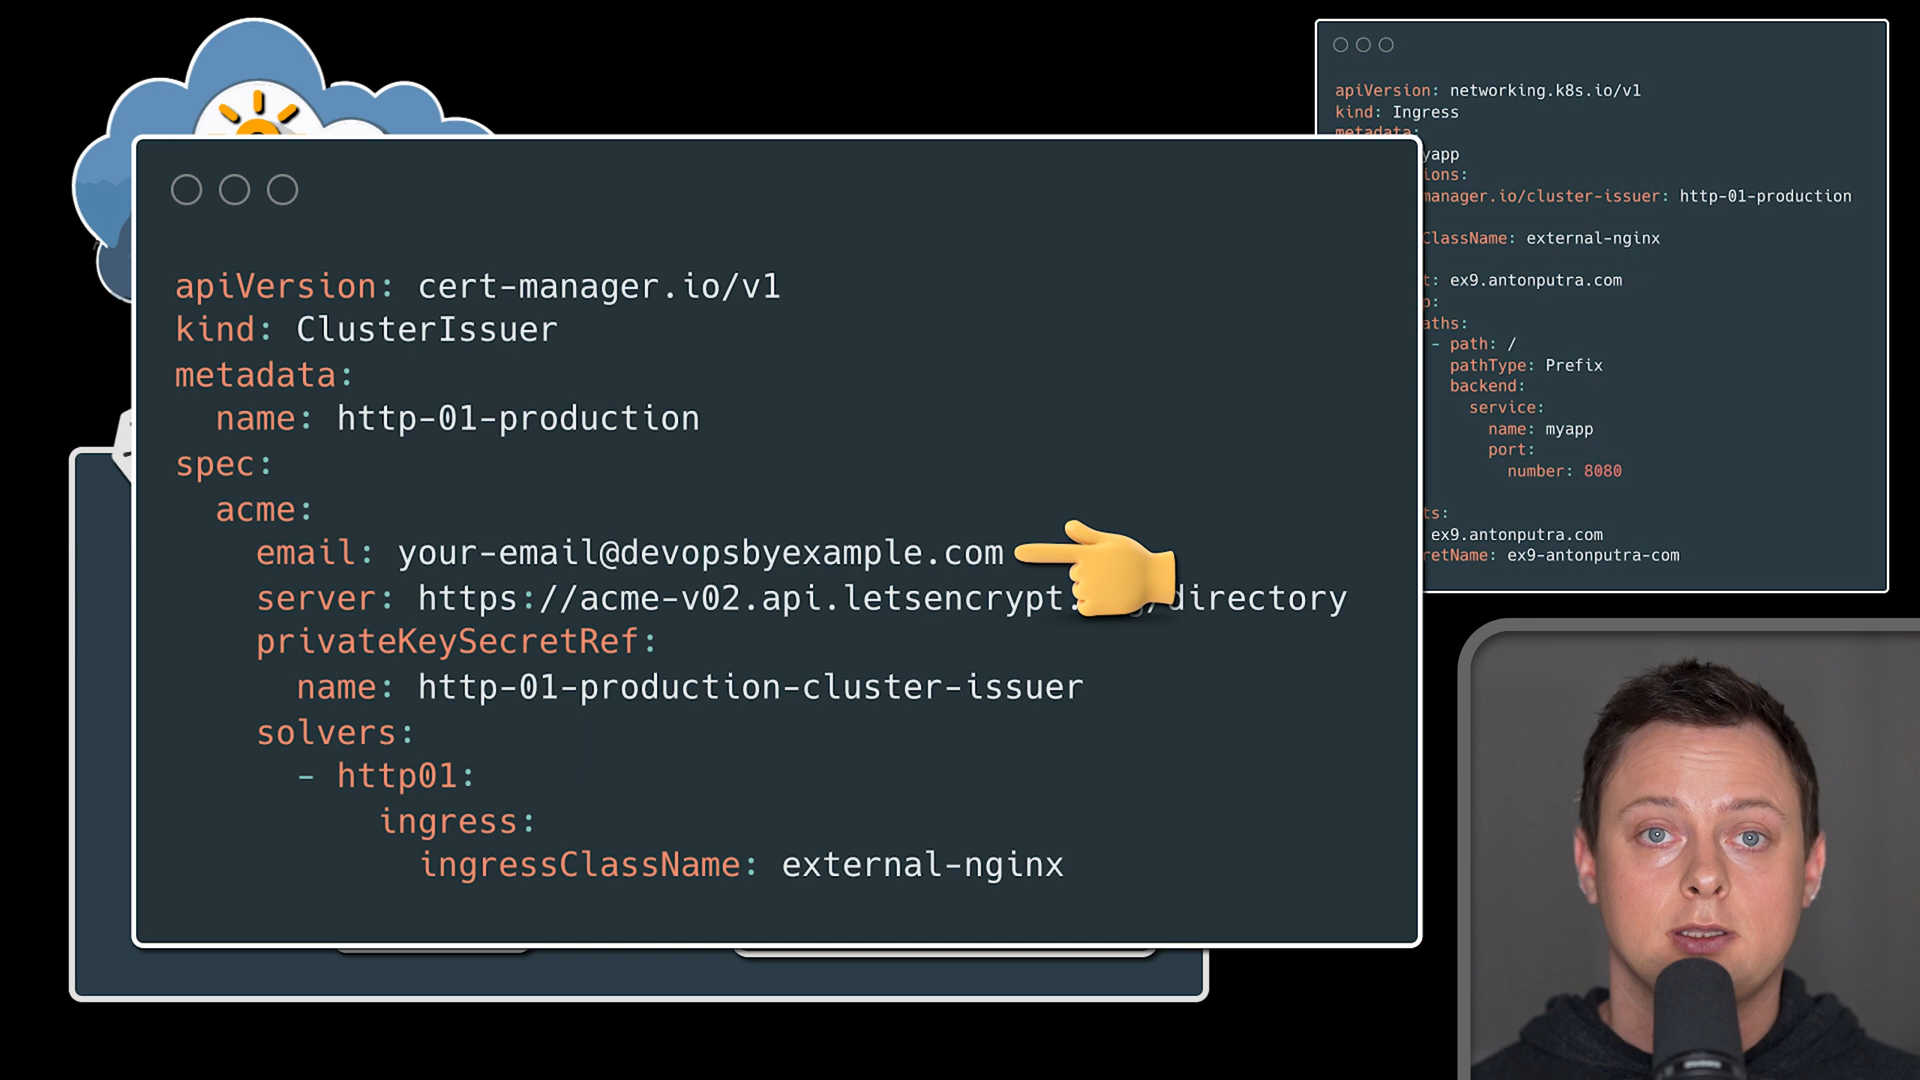 apiVersion: cert-manager.io/v1
kind: ClusterIssuer
metadata:
  name: http-01-production
spec:
  acme:
    email: your-email@devopsbyexample.com
    server: https://acme-v02.api.letsencrypt. /directory
    privateKeySecretRef:
      name: http-01-production-cluster-issuer
    solvers:
      - http01:
          ingress:
            ingressClassName: external-nginx
apiVersion: networking.k8s.io/v1
kind: Ingress
metadata:
yapp
ions:
manager.io/cluster-issuer: http-01-production
ClassName: external-nginx
t: ex9.antonputra.com
p:
aths:
- path: /
  pathType: Prefix
  backend:
    service:
      name: myapp
      port:
        number: 8080
ts:
ex9.antonputra.com
retName: ex9-antonputra-com